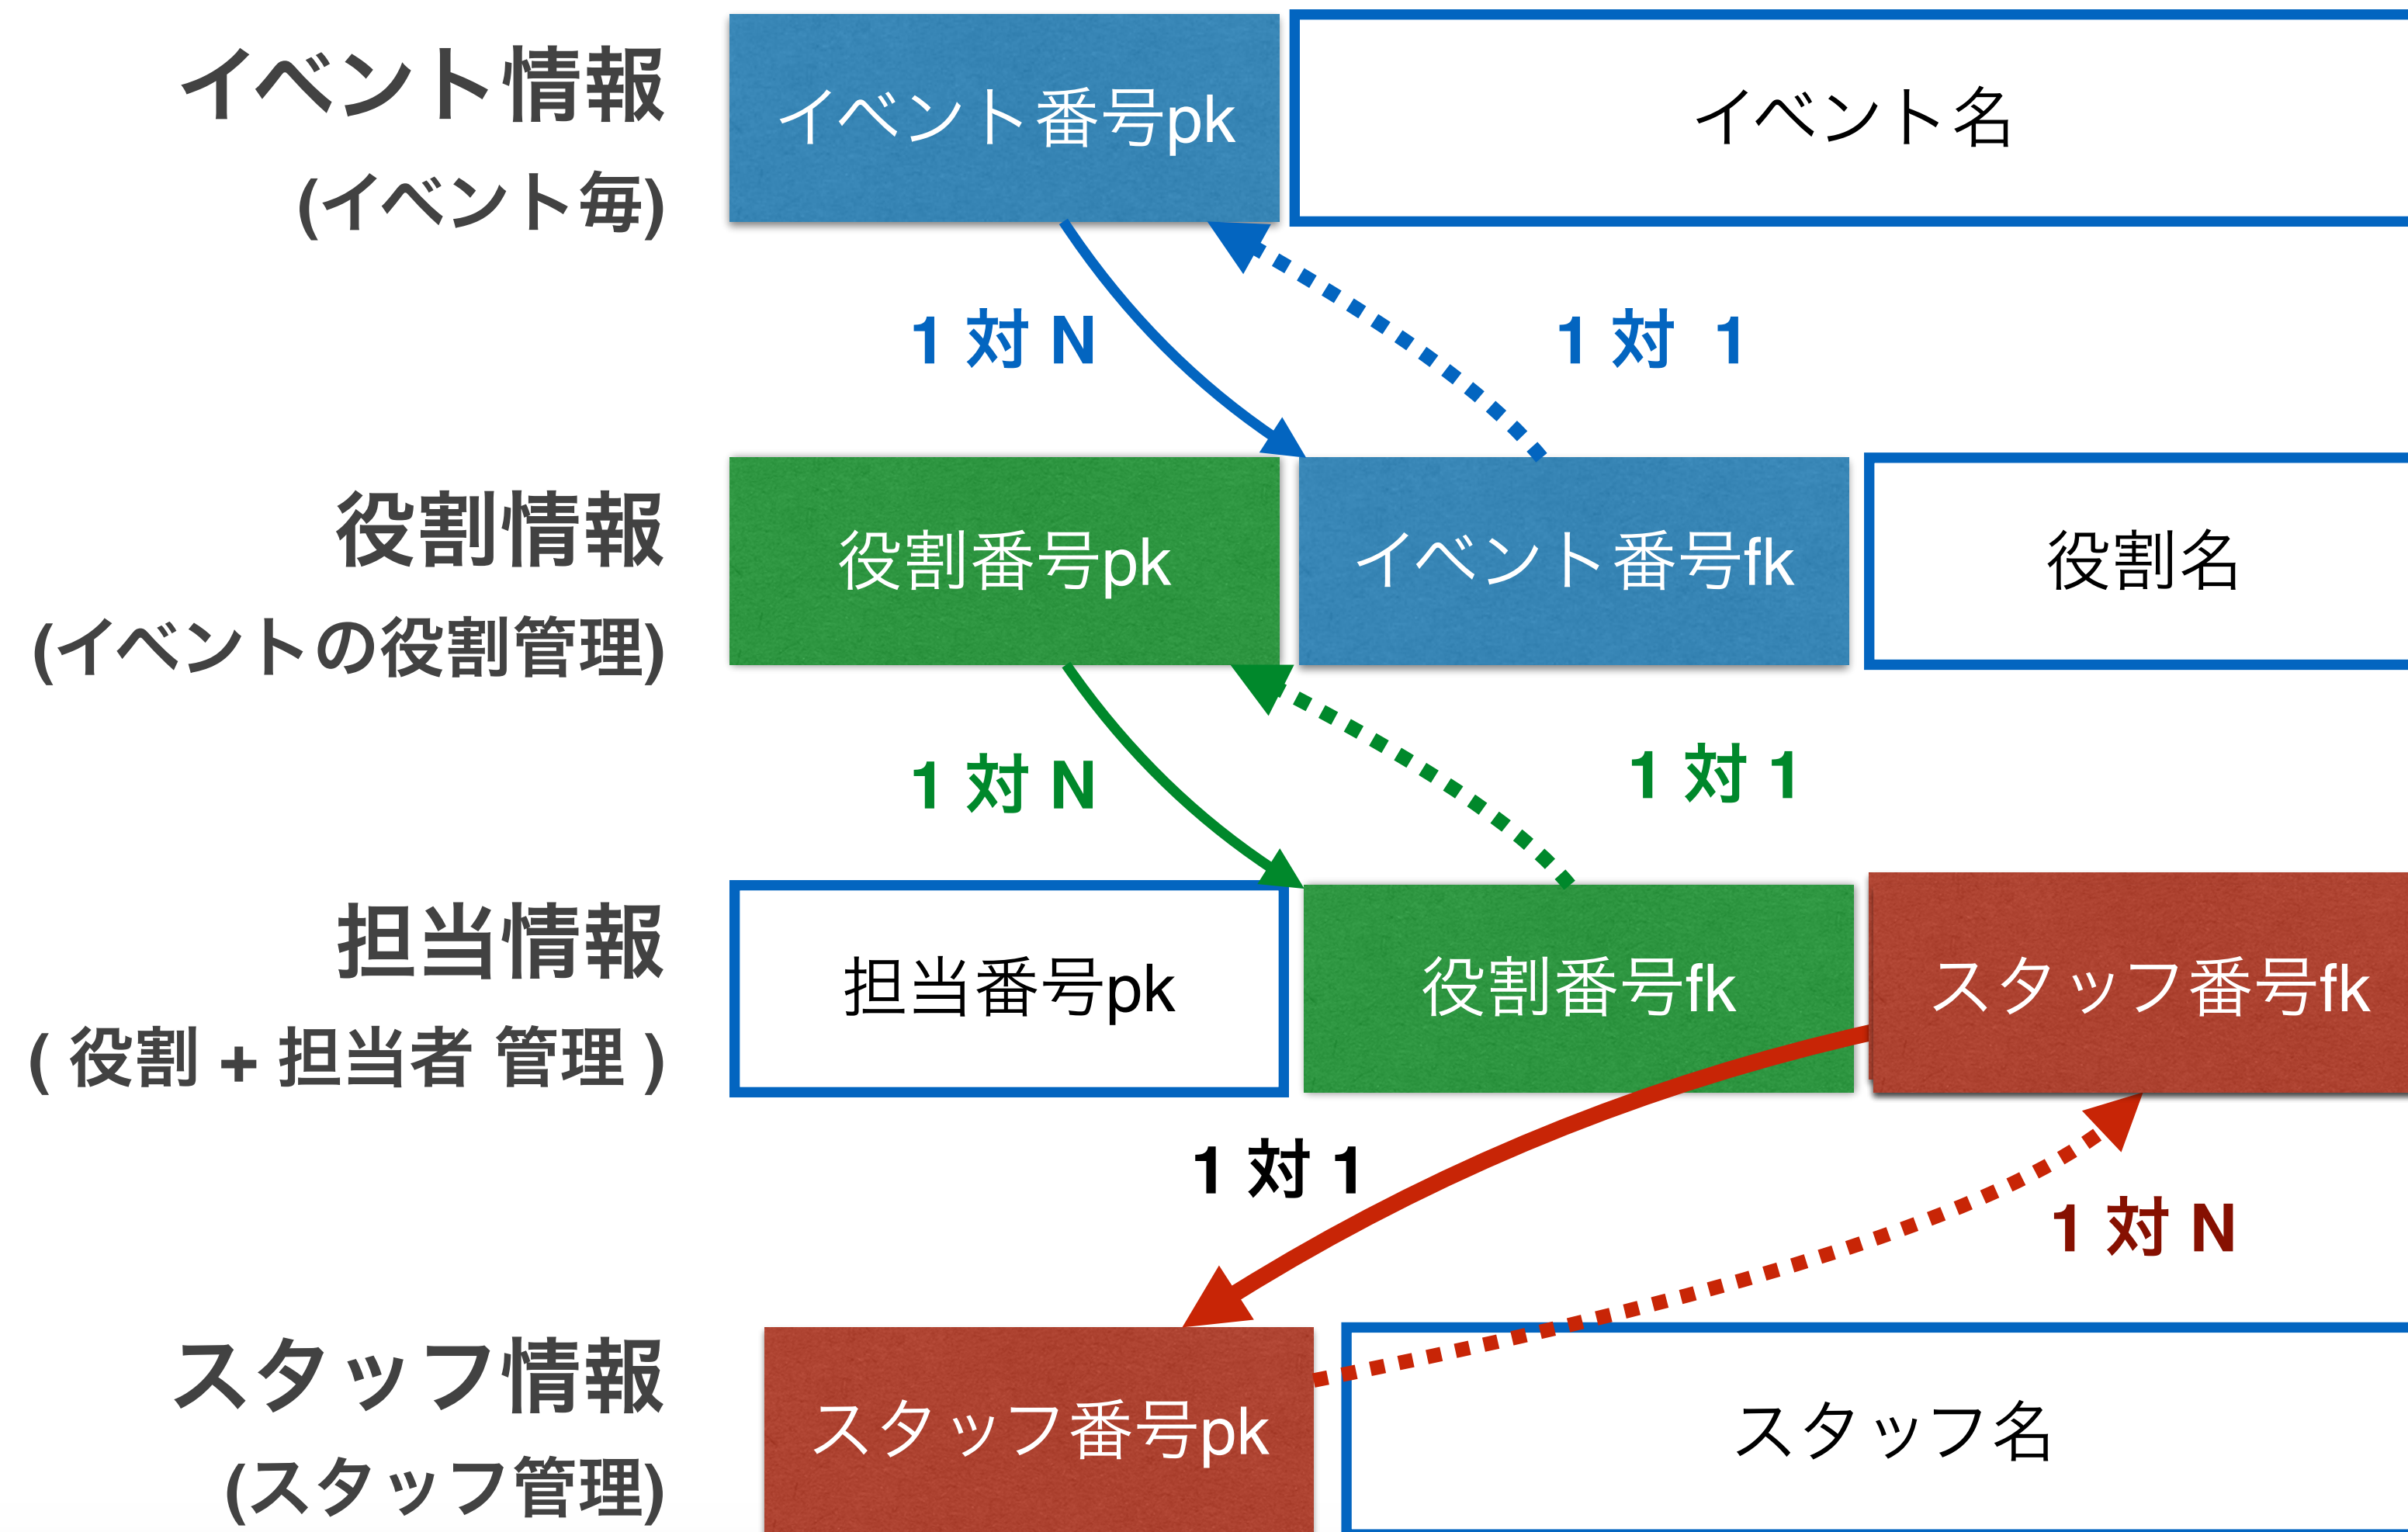 イベント情報
(イベント毎)
イベント番号pk
イベント名
1 対 N
1 対 1
役割情報
(イベントの役割管理)
役割番号pk
イベント番号fk
役割名
1 対 N
1 対 1
担当情報
( 役割 + 担当者 管理 )
担当番号pk
役割番号fk
スタッフ番号fk
1 対 1
1 対 N
スタッフ情報
(スタッフ管理)
スタッフ番号pk
スタッフ名